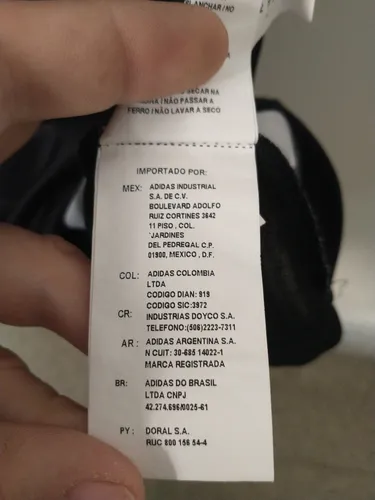 PLANCHAR/NO
SECAR NA
/NÃO PASSAR A
FERRO/NÃO LAVAR A SECO
IMPORTADO POR:
MEX: ADIDAS INDUSTRIAL
S.A. DE C.V.
BOULEVARD ADOLFO
RUIZ CORTINES 3642
11 PISO, COL.
'JARDINES
DEL PEDREGAL C.P.
01900, MEXICO, D.F.
COL: ADIDAS COLOMBIA
LTDA
CODIGO DIAN: 919
CODIGO SIC:3972
CR: INDUSTRIAS DOYCO S.A.
TELEFONO:(506)2223-7311
AR: ADIDAS ARGENTINA S.A.
N CUIT: 30-685 14022-1
MARCA REGISTRADA
BR: ADIDAS DO BRASIL
LTDA CNPJ
42.274.696/0025-61
PY: DORAL S.A.
RUC 800 156 54-4